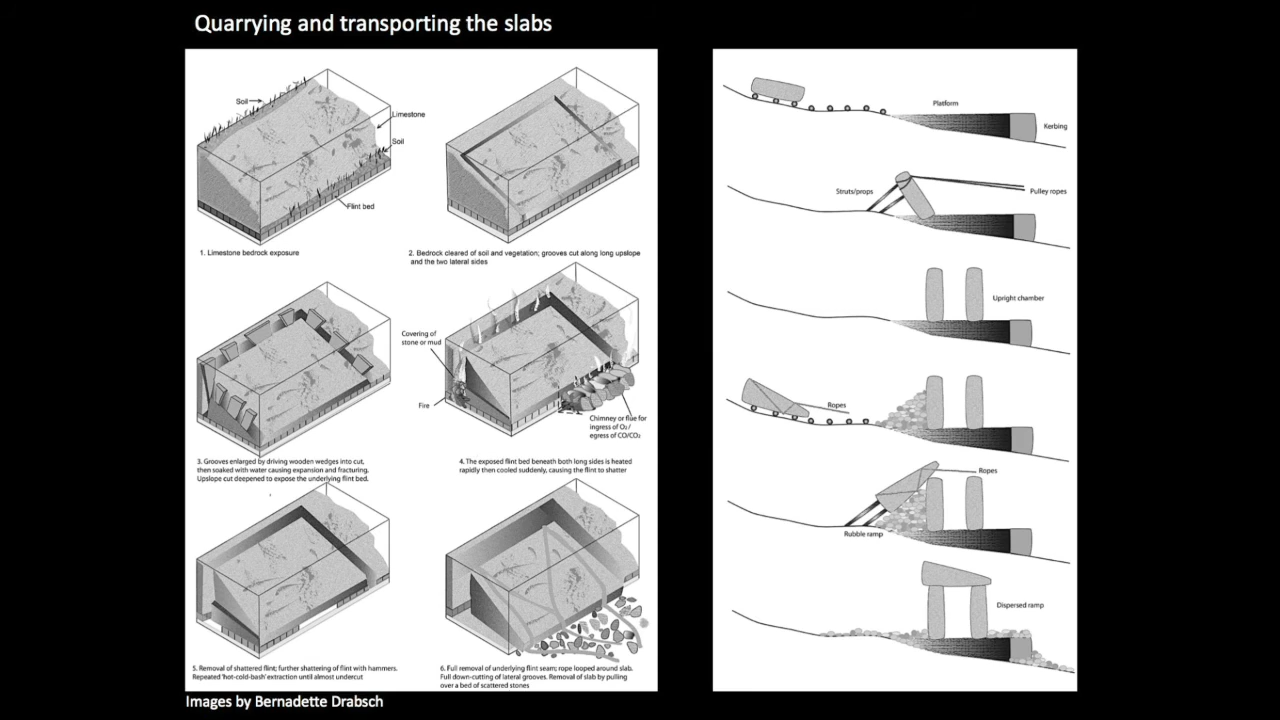 Quarrying and transporting the slabs
Soil
Limestone
Soil
Flint bed
1. Limestone bedrock exposure
2. Bedrock cleared of soil and vegetation; grooves cut along long upslope
and the two lateral sides
Covering of
stone or mud
Fire
Chimney or flue for
ingress of O₂ /
egress of CO/CO₂
3. Grooves enlarged by driving wooden wedges into cut,
then soaked with water causing expansion and fracturing.
Upslope cut deepened to expose the underlying flint bed.
4. The exposed flint bed beneath both long sides is heated
rapidly then cooled suddenly, causing the flint to shatter
5. Removal of shattered flint; further shattering of flint with hammers.
Repeated 'hot-cold-bash' extraction until almost undercut
6. Full removal of underlying flint seam; rope looped around slab.
Full down-cutting of lateral grooves. Removal of slab by pulling
over a bed of scattered stones
Platform
Kerbing
Struts/props
Pulley ropes
Upright chamber
Ropes
Ropes
Rubble ramp
Dispersed ramp
Images by Bernadette Drabsch